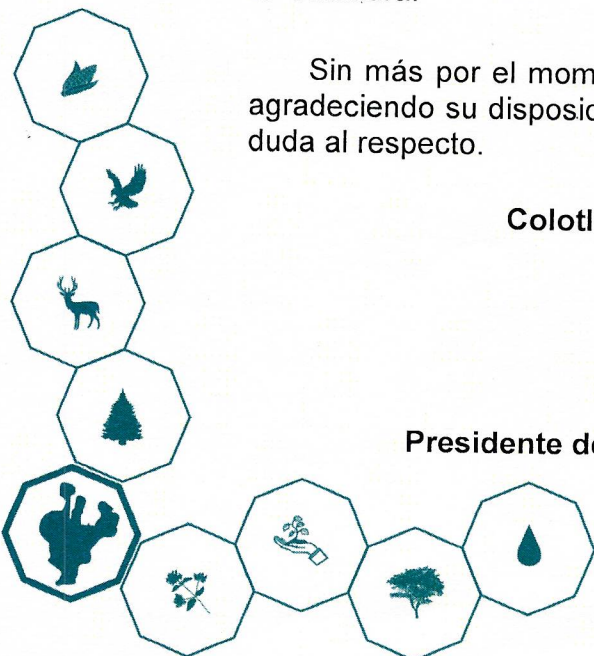 Sin más por el mom
agradeciendo su disposic
duda al respecto.
Colotl
Presidente de